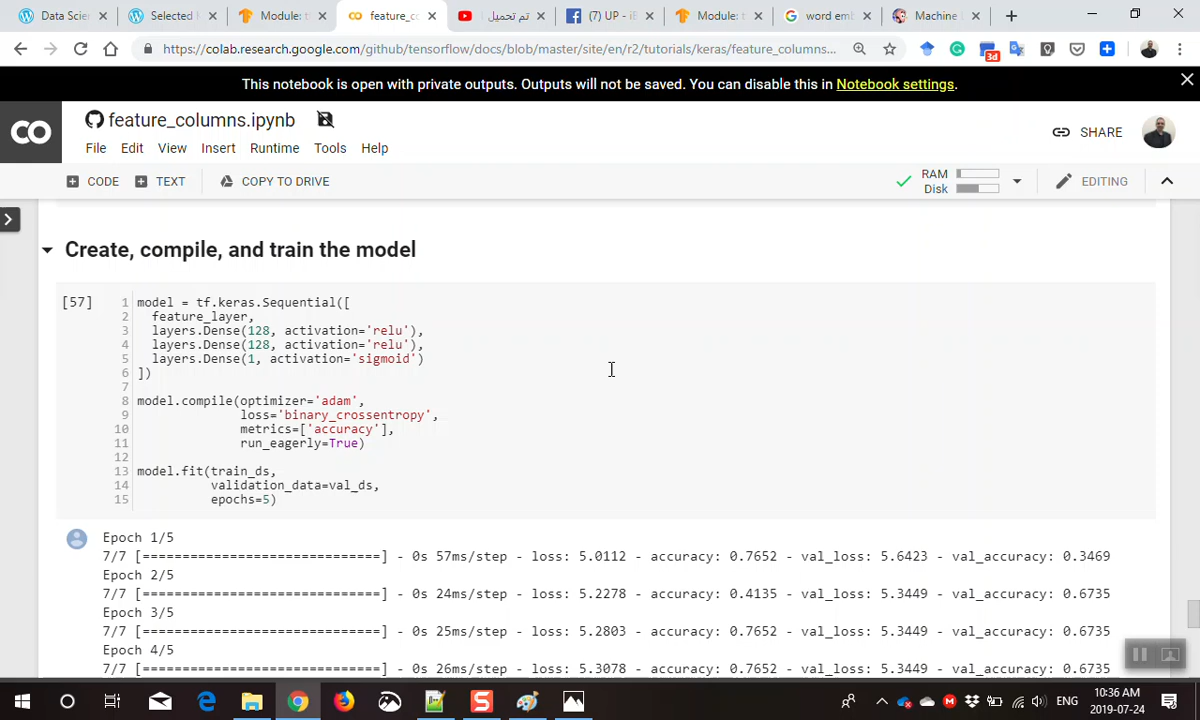 Data Scien
Selected
Module: t
feature_c
تم تحميل
(7) UP - iE
Module: t
word emb
Machine
https://colab.research.google.com/github/tensorflow/docs/blob/master/site/en/r2/tutorials/keras/feature_columns...
3d
This notebook is open with private outputs. Outputs will not be saved. You can disable this in Notebook settings.
CO
feature_columns.ipynb
SHARE
File Edit View Insert Runtime Tools Help
CODE TEXT COPY TO DRIVE
RAM
Disk
EDITING
Create, compile, and train the model
[57]
1 model = tf.keras.Sequential([
2 feature_layer,
3 layers.Dense(128, activation='relu'),
4 layers.Dense(128, activation='relu'),
5 layers.Dense(1, activation='sigmoid')
6 ])
7
8 model.compile(optimizer='adam',
9 loss='binary_crossentropy',
10 metrics=['accuracy'],
11 run_eagerly=True)
12
13 model.fit(train_ds,
14 validation_data=val_ds,
15 epochs=5)
Epoch 1/5
7/7 [==============================] - 0s 57ms/step - loss: 5.0112 - accuracy: 0.7652 - val_loss: 5.6423 - val_accuracy: 0.3469
Epoch 2/5
7/7 [==============================] - 0s 24ms/step - loss: 5.2278 - accuracy: 0.4135 - val_loss: 5.3449 - val_accuracy: 0.6735
Epoch 3/5
7/7 [==============================] - 0s 25ms/step - loss: 5.2803 - accuracy: 0.7652 - val_loss: 5.3449 - val_accuracy: 0.6735
Epoch 4/5
7/7 [==============================] - 0s 26ms/step - loss: 5.3078 - accuracy: 0.7652 - val_loss: 5.3449 - val_accuracy: 0.6735
ENG
10:36 AM
2019-07-24